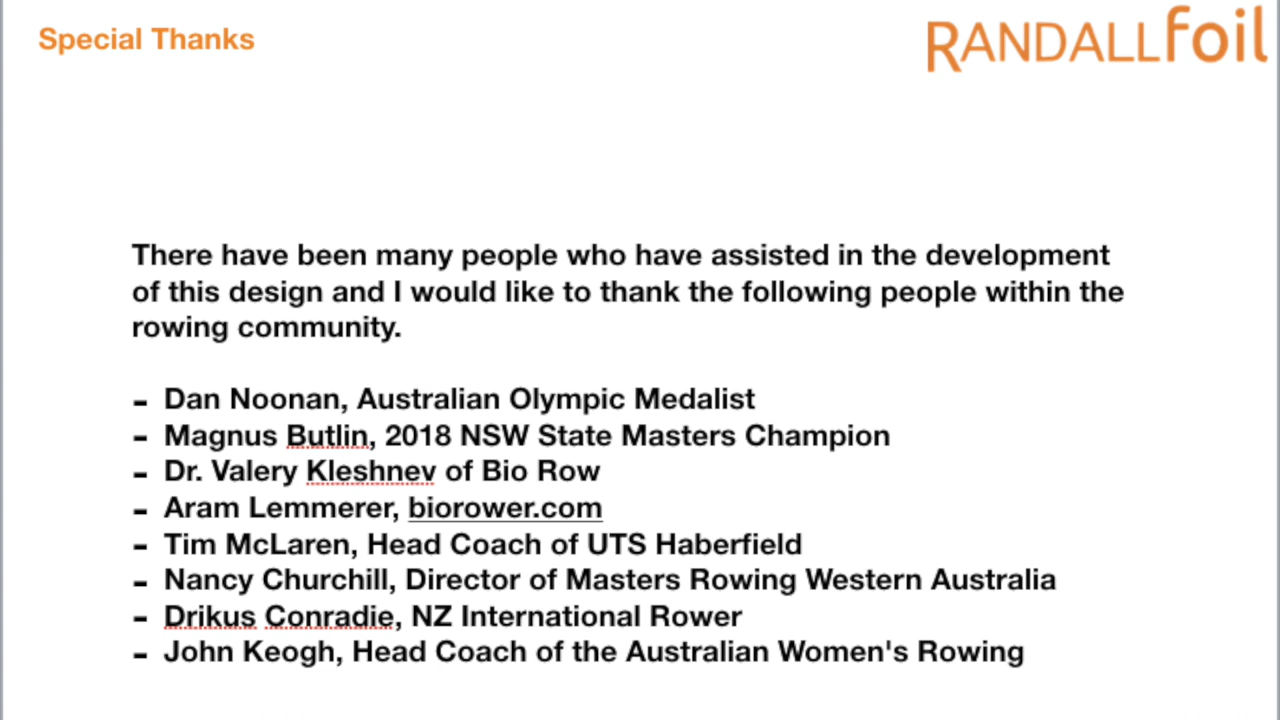 Special Thanks
RANDALLfoil
There have been many people who have assisted in the development
of this design and I would like to thank the following people within the
rowing community.
- Dan Noonan, Australian Olympic Medalist
- Magnus Butlin, 2018 NSW State Masters Champion
- Dr. Valery Kleshnev of Bio Row
- Aram Lemmerer, biorower.com
- Tim McLaren, Head Coach of UTS Haberfield
- Nancy Churchill, Director of Masters Rowing Western Australia
- Drikus Conradie, NZ International Rower
- John Keogh, Head Coach of the Australian Women's Rowing